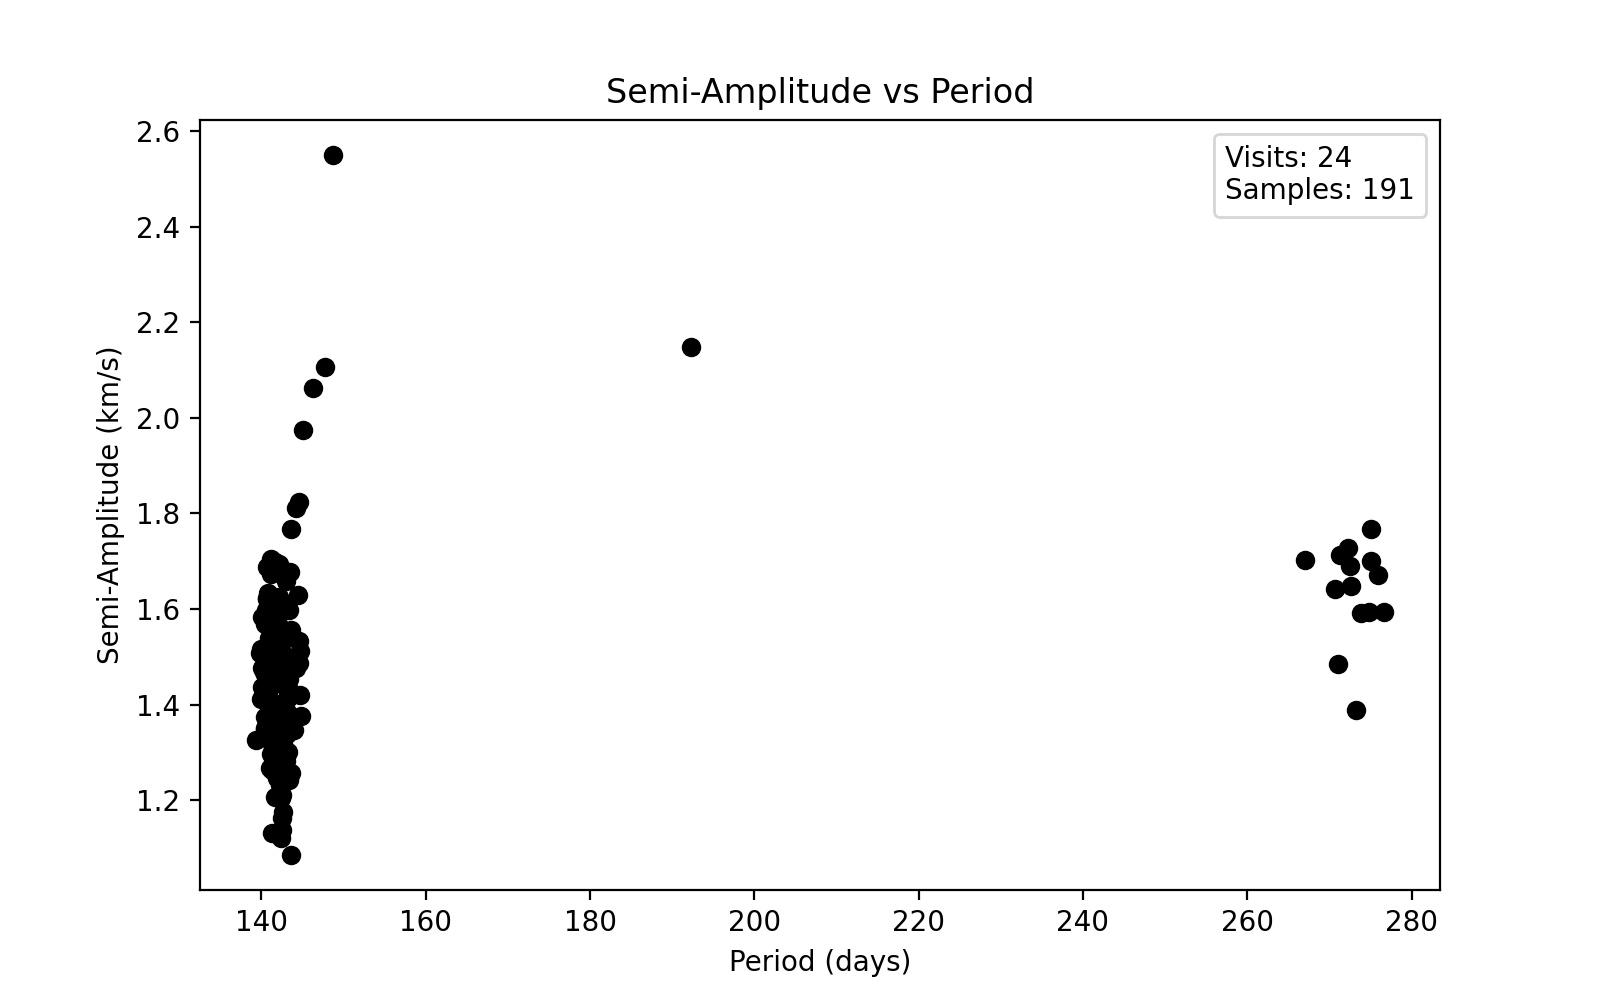 Semi-Amplitude vs Period
Visits: 24
Samples: 191
Semi-Amplitude (km/s)
2.6
2.4
2.2
2.0
1.8
1.6
1.4
1.2
140 160 180 200 220 240 260 280
Period (days)